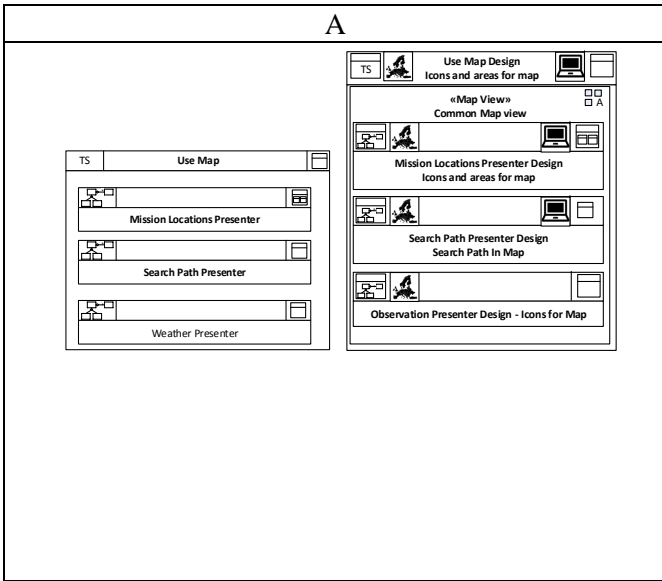 A
TS
Use Map
Mission Locations Presenter
Search Path Presenter
Weather Presenter
TS
Use Map Design
Icons and areas for map
«Map View»
Common Map view
A
Mission Locations Presenter Design
Icons and areas for map
Search Path Presenter Design
Search Path In Map
Observation Presenter Design - Icons for Map